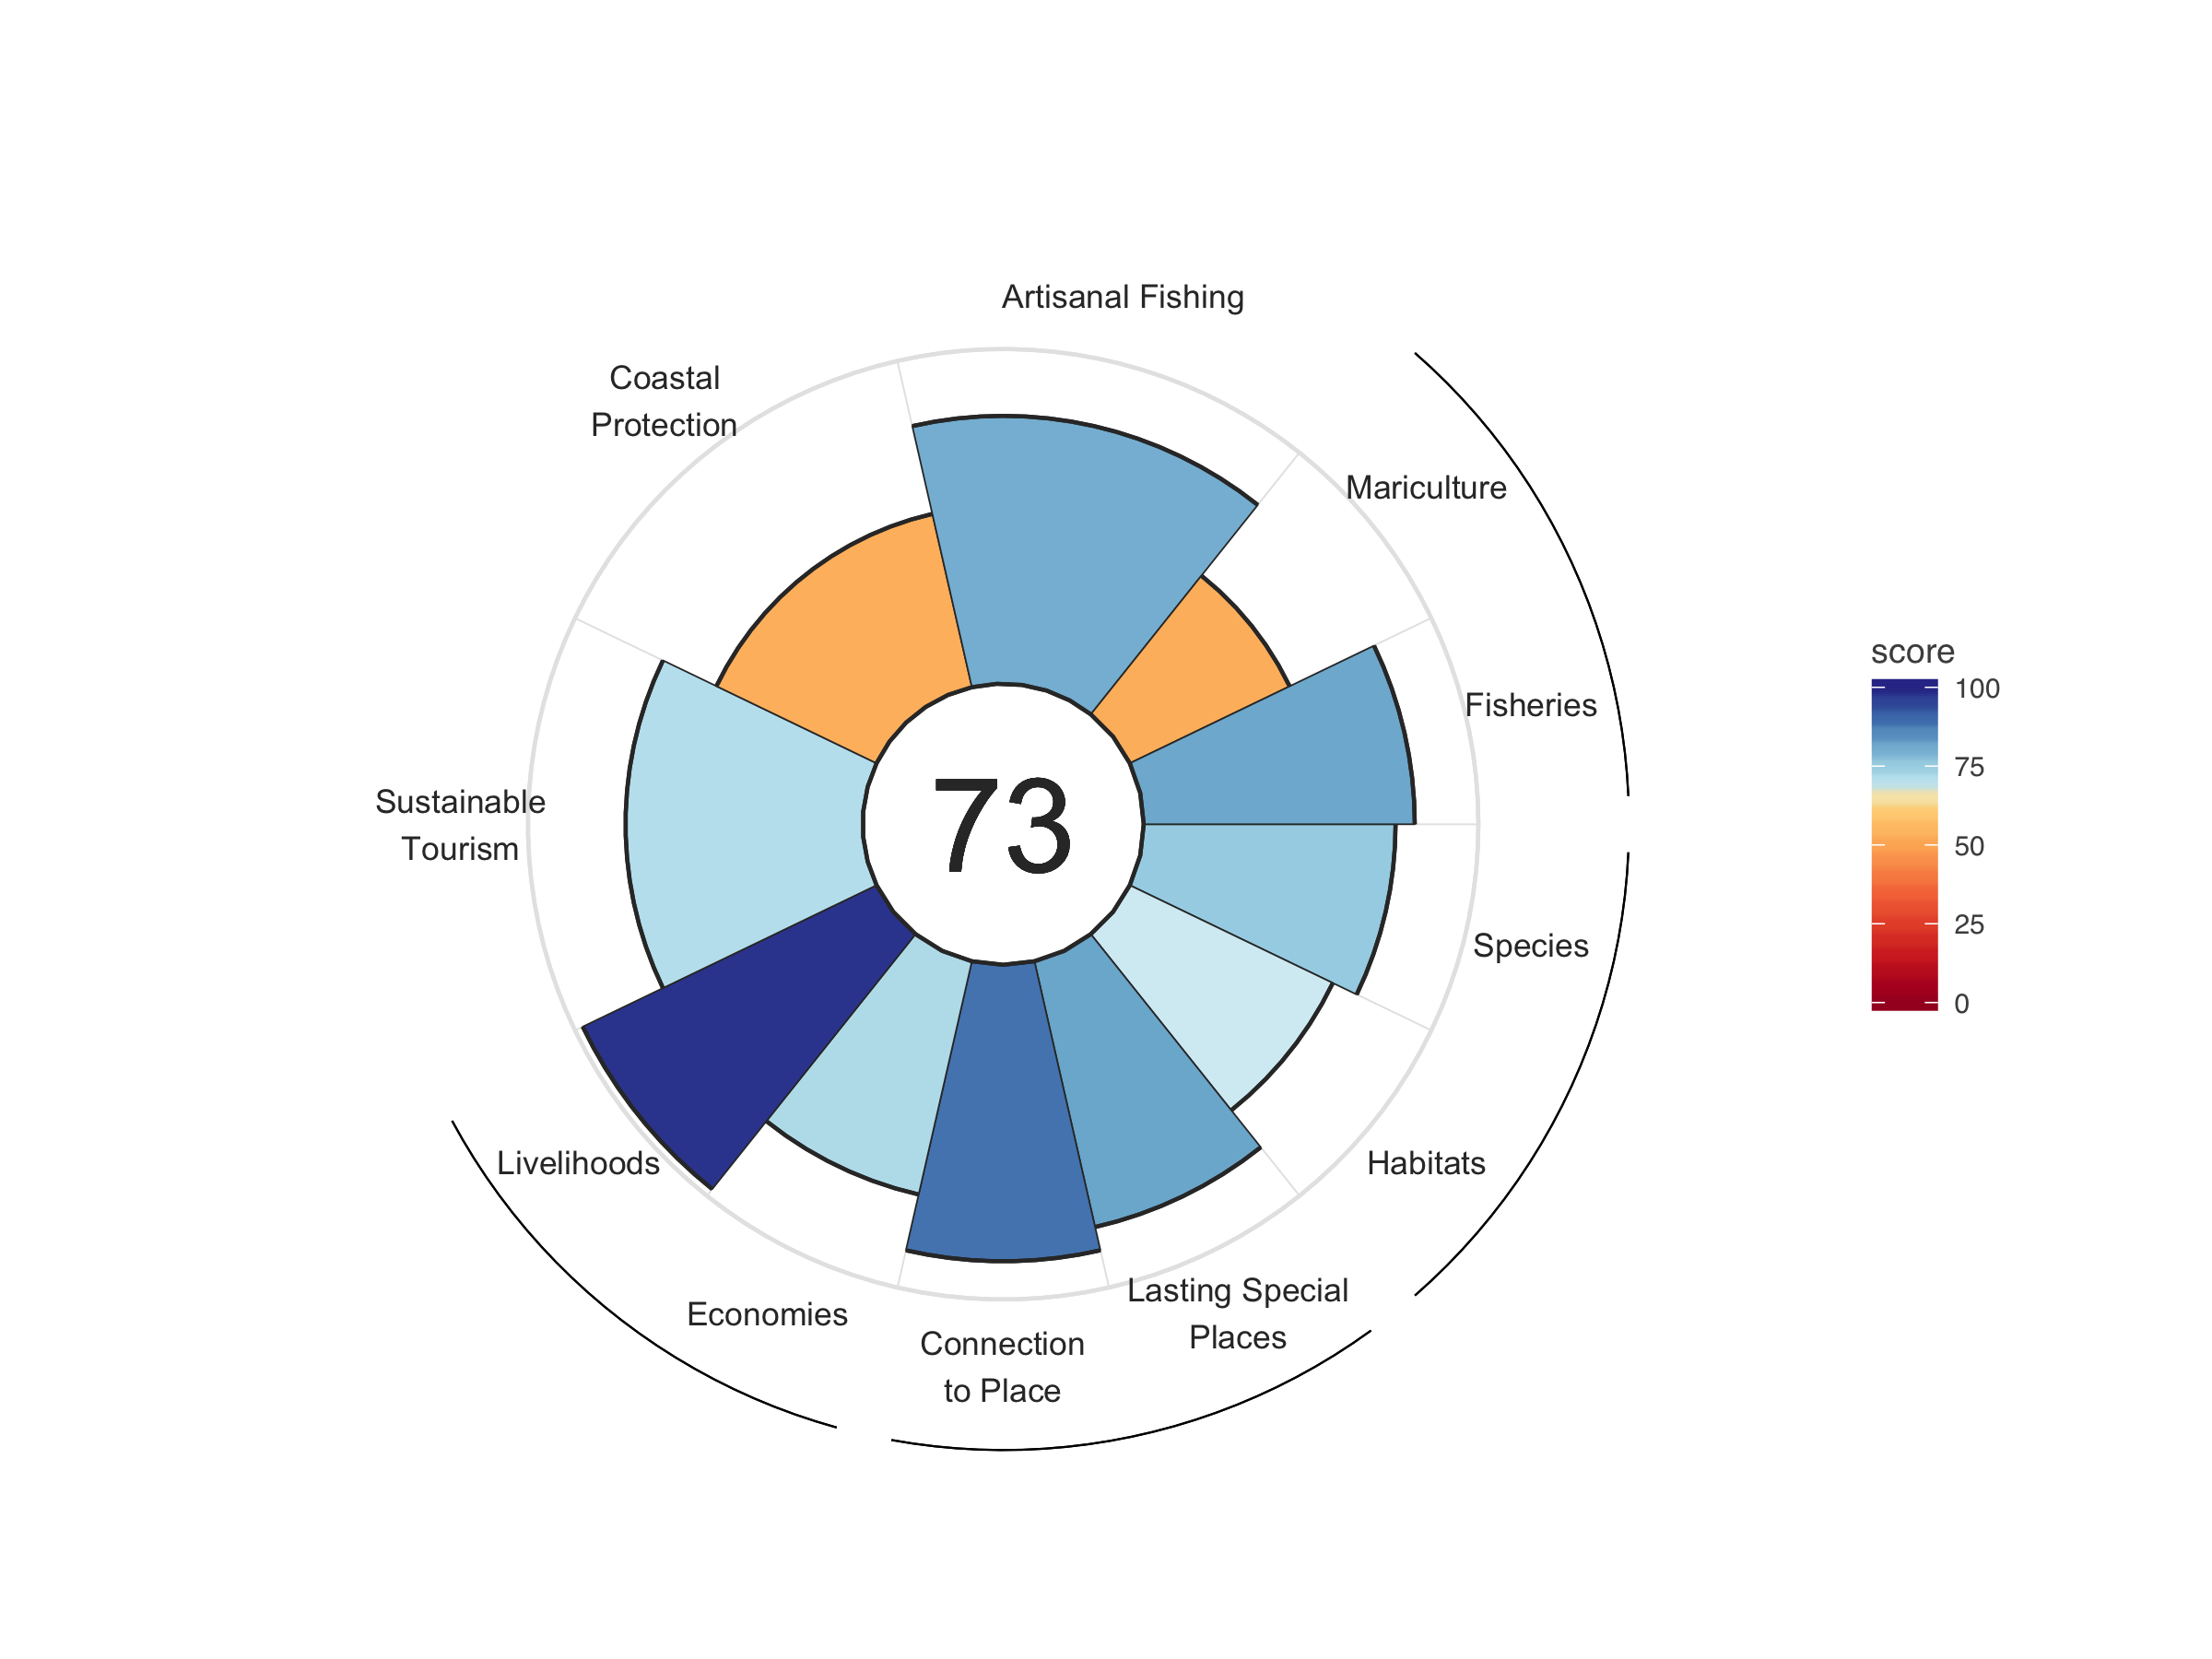 Artisanal Fishing
Coastal
Protection
Mariculture
Fisheries
score
100
75
50
25
0
73
Sustainable
Tourism
Species
Livelihoods
Habitats
Economies
Lasting Special
Places
Connection
to Place